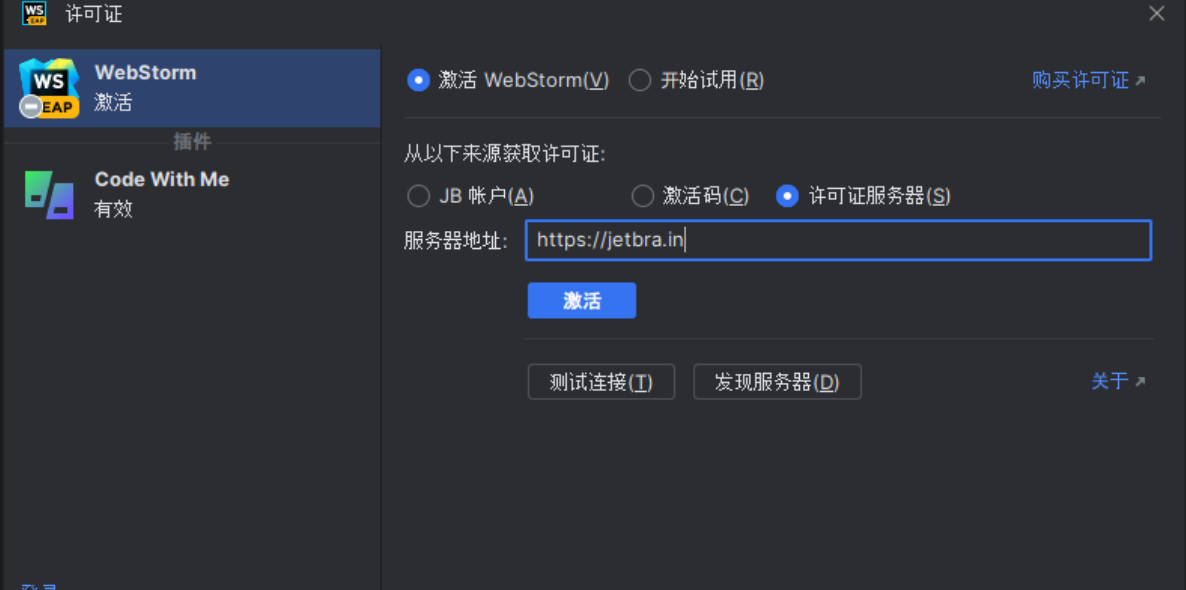 WS EAP 许可证
WS EAP
WebStorm
激活
插件
Code With Me
有效
激活 WebStorm(V) 开始试用(R) 购买许可证
从以下来源获取许可证:
JB 帐户(A) 激活码(C) 许可证服务器(S)
服务器地址: https://jetbra.in
激活
测试连接(T) 发现服务器(D) 关于